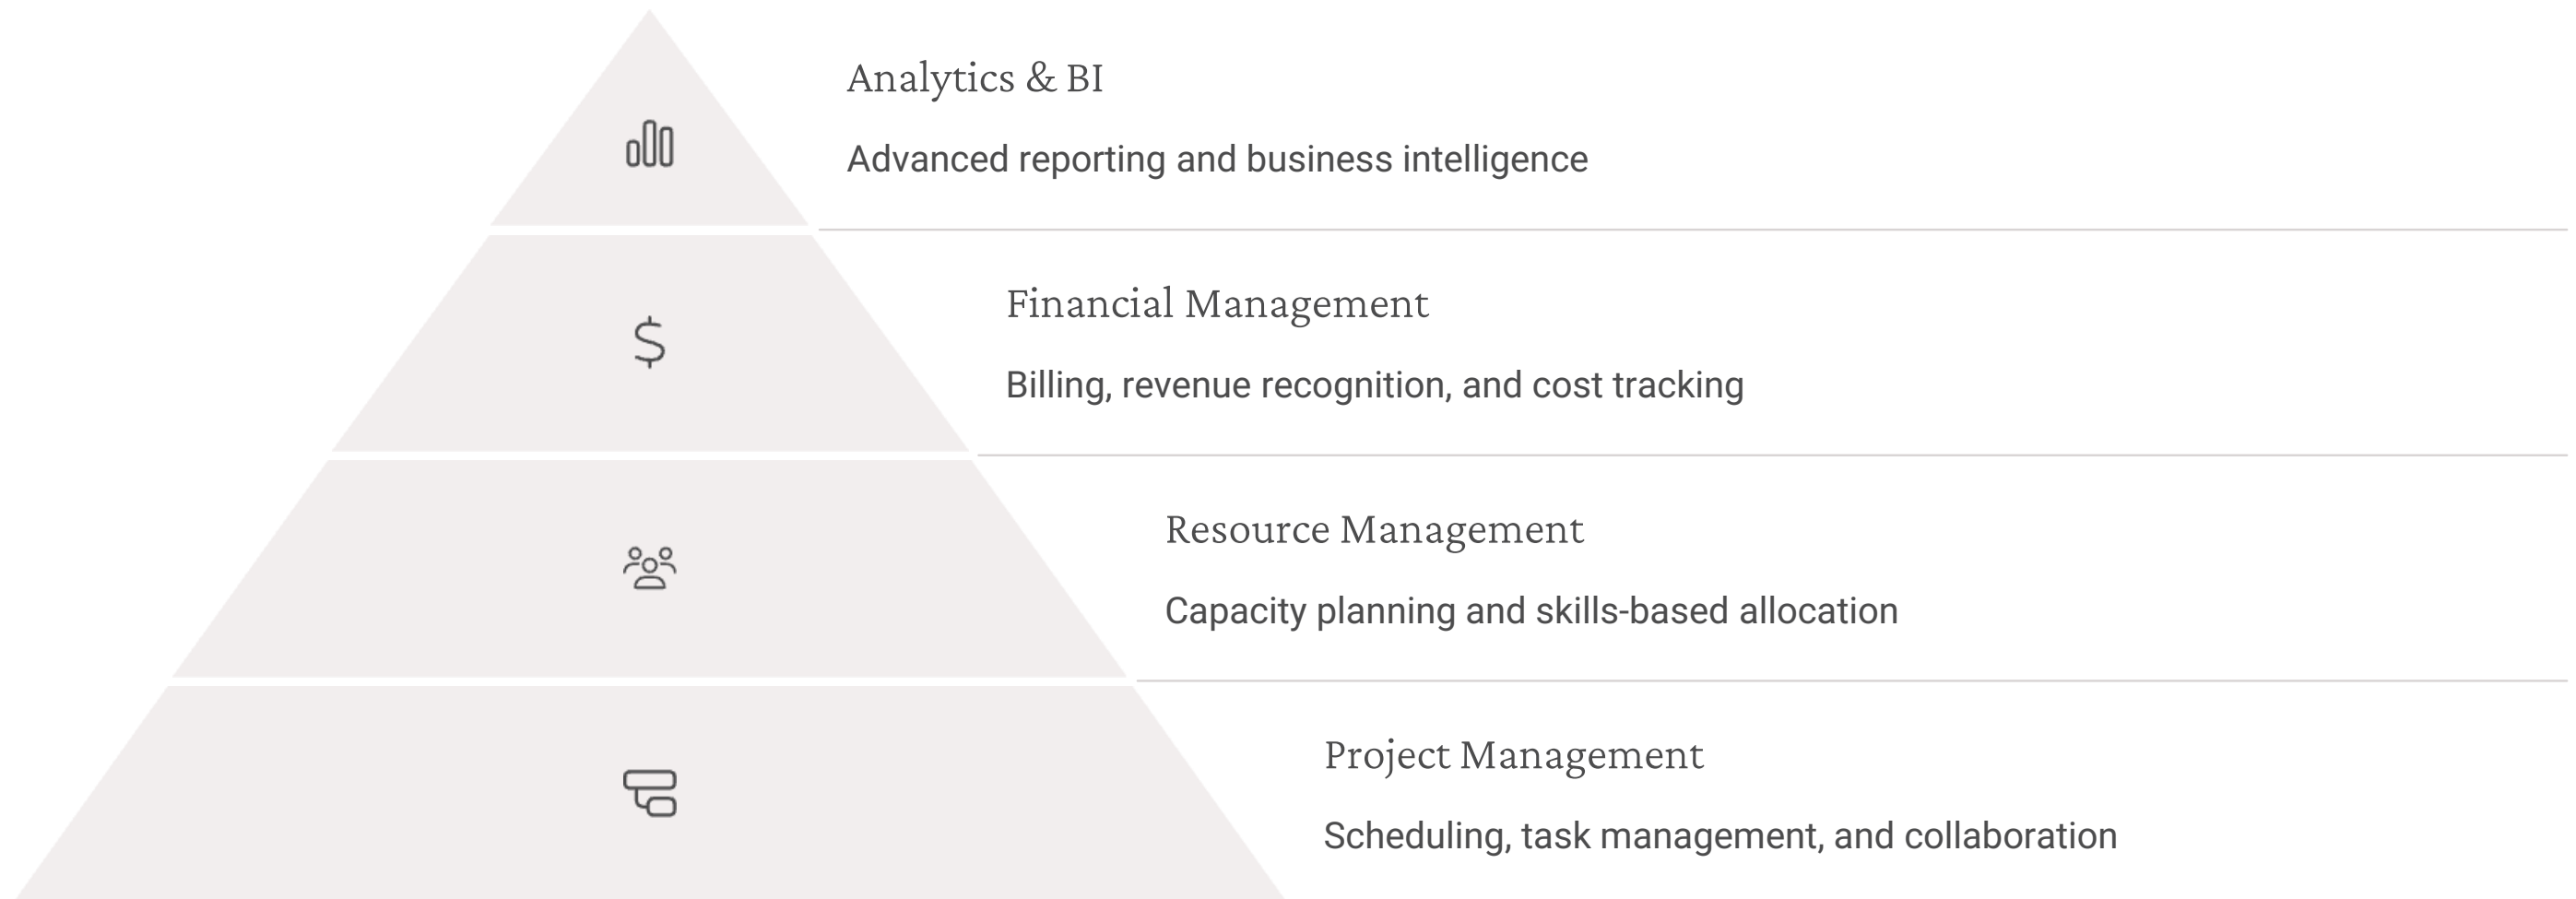 Analytics & BI
Advanced reporting and business intelligence
$
Financial Management
Billing, revenue recognition, and cost tracking
Resource Management
Capacity planning and skills-based allocation
Project Management
Scheduling, task management, and collaboration